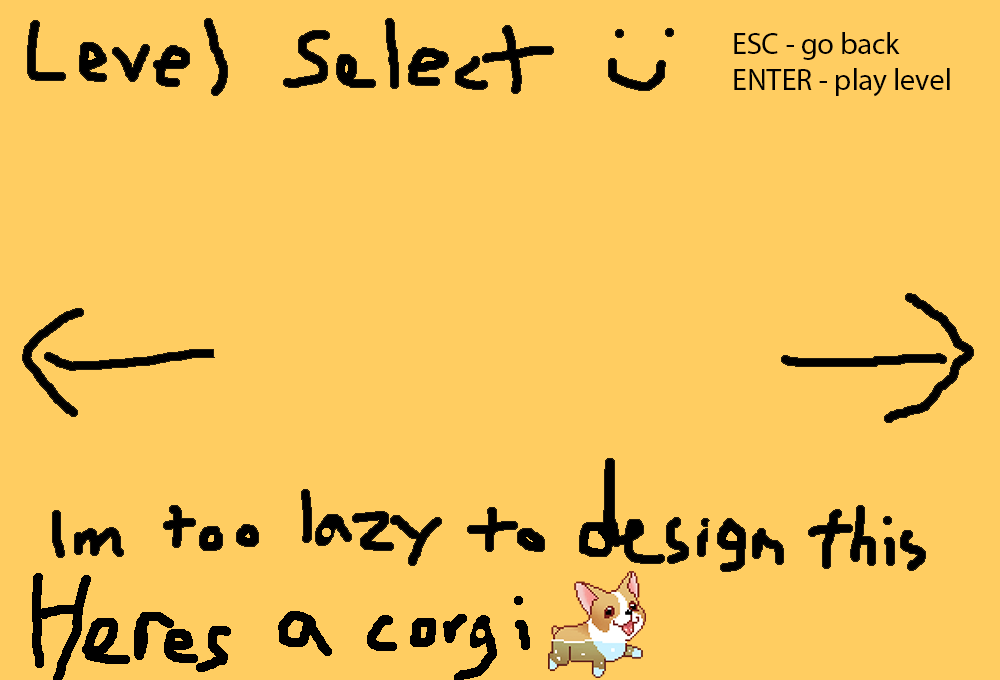 Level Select
ESC - go back
ENTER - play level
Im too lazy to design this
Heres a corgi